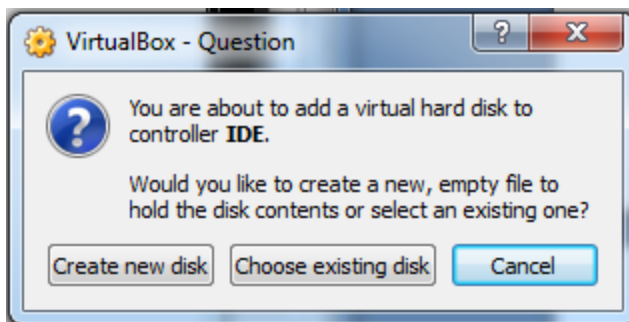 VirtualBox - Question
?
X
You are about to add a virtual hard disk to
controller IDE.
Would you like to create a new, empty file to
hold the disk contents or select an existing one?
Create new disk Choose existing disk Cancel